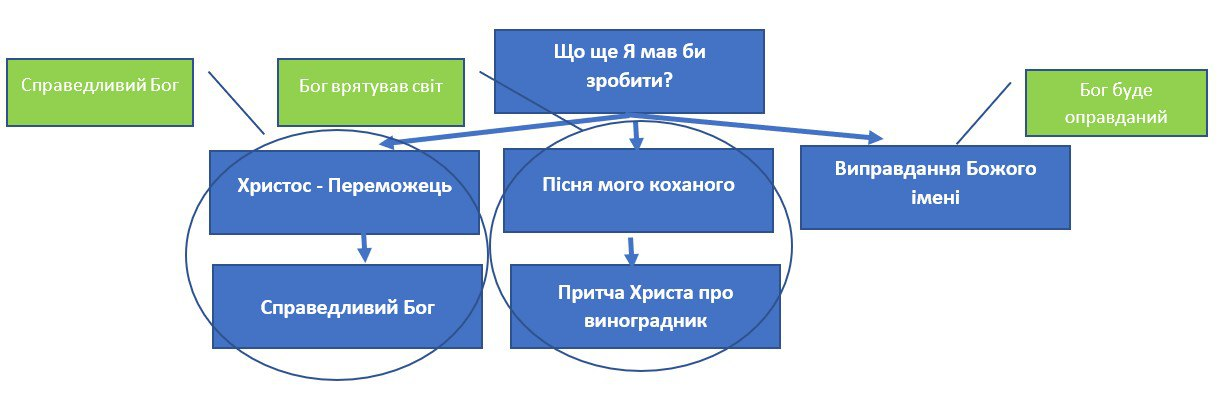 Що ще Я мав би
зробити?
Справедливий Бог
Бог врятував світ
Бог буде
оправданий
Христос - Переможець
Пісня мого коханого
Виправдання Божого
імені
Справедливий Бог
Притча Христа про
виноградник